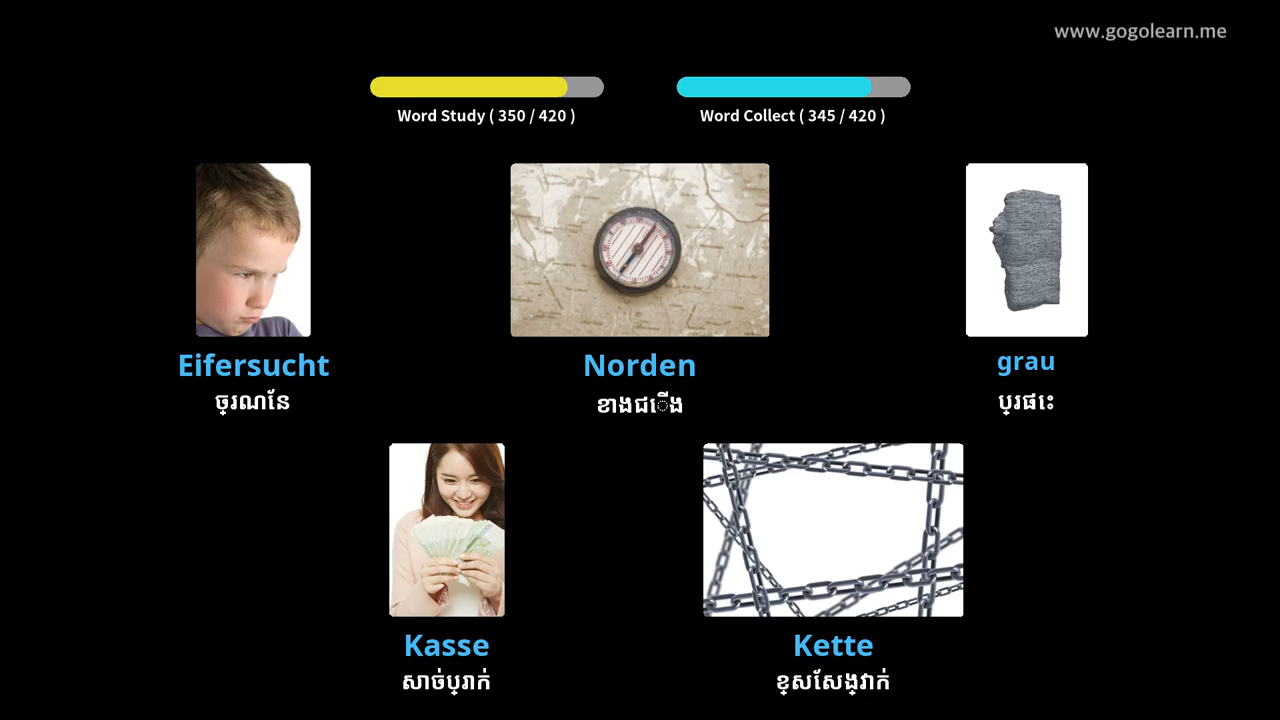 www.gogolearn.me
Word Study ( 350 / 420 )
Word Collect ( 345 / 420 )
Eifersucht
ច្រណែន
Norden
ខាងជើង
grau
ប្រផេះ
Kasse
សាច់ប្រាក់
Kette
ខ្សែសង្វាក់